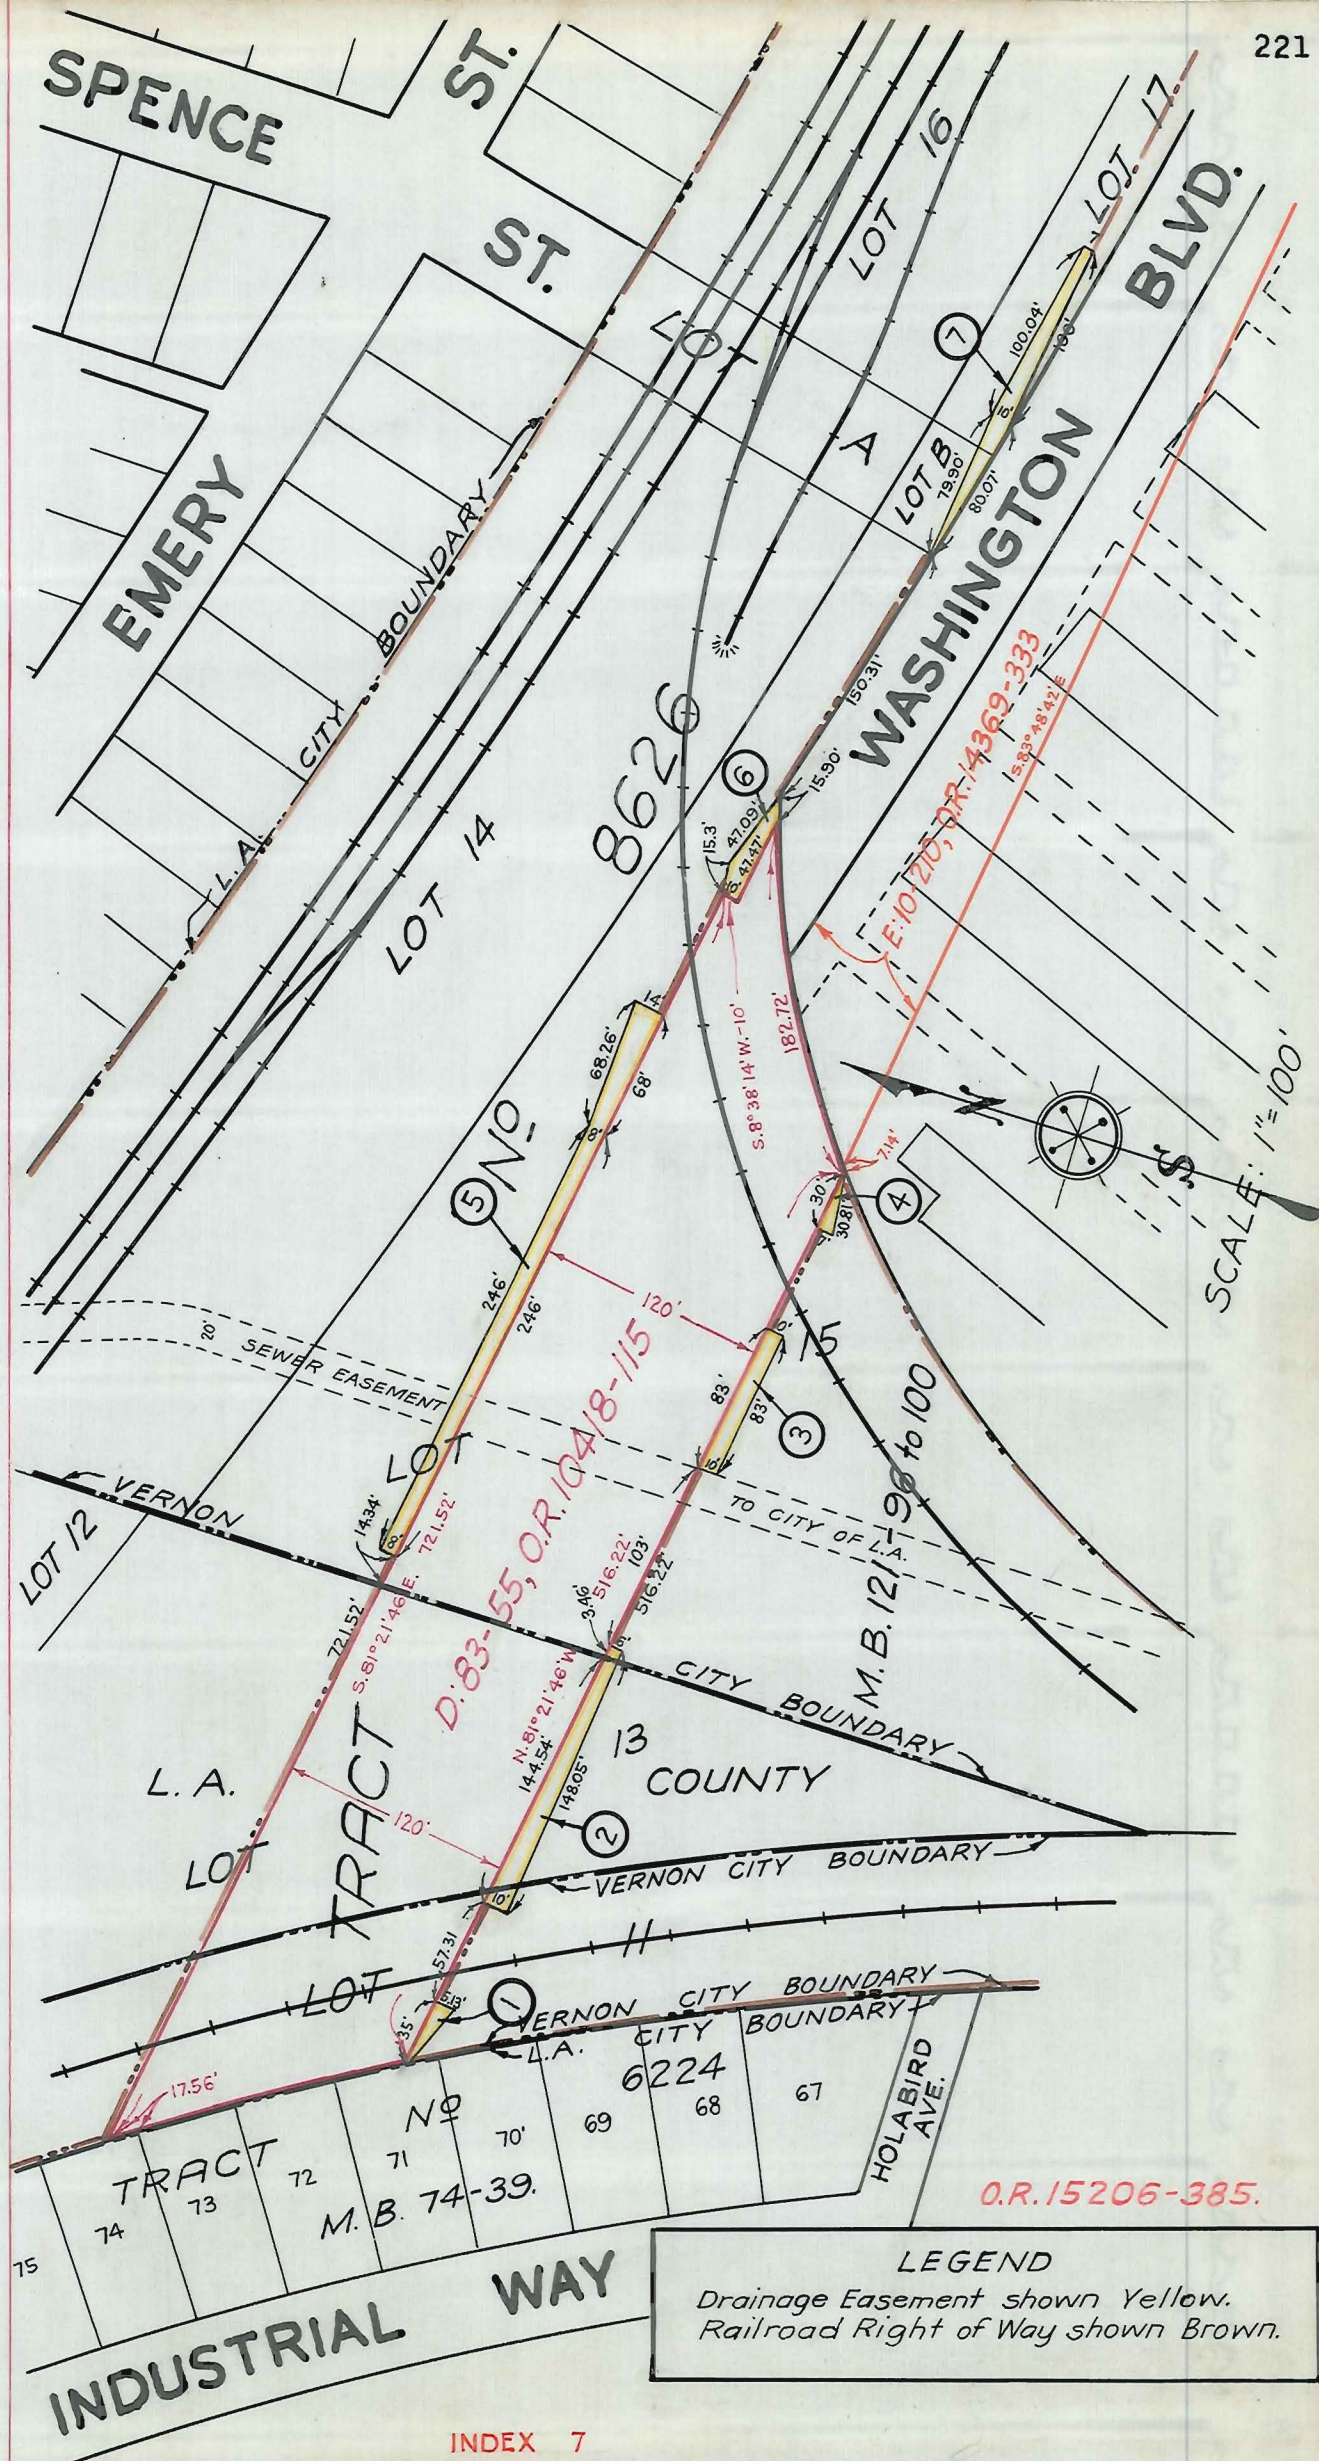 221
SPENCE ST.
ST.
EMERY
L.A. CITY BOUNDARY
LOT 14
LOT A
LOT 16
LOT 17
LOT B
WASHINGTON BLVD.
7
100.04'
100'
79.90'
80.07'
150.31'
15.90'
6
15.3'
47.09'
47.47'
8626
E:10-210, O.R. 14369-333
S.83°48'42"E
S.8°38'14"W.-10'
182.72'
7.14'
30'
30.81'
4
N
S
SCALE: 1"=100'
14'
68.26'
68'
8'
5
Nº
246'
246'
120'
20'
SEWER EASEMENT
TO CITY OF L.A.
15
83'
83'
3
10'
LOT
D:83-55, O.R. 10418-115
M.B. 121-96 to 100
VERNON CITY BOUNDARY
LOT 12
14.34'
8'
721.52'
721.52'
S.81°21'46"E.
3.46'
516.22'
103'
516.22'
N.81°21'46"W
144.54'
148.05'
2
13
COUNTY
L.A.
LOT
TRACT
120'
VERNON CITY BOUNDARY
10'
57.31
LOT 11
35'
1
VERNON CITY BOUNDARY
L.A. CITY BOUNDARY
17.56'
TRACT Nº 6224
M.B. 74-39.
75
74
73
72
71
70'
69
68
67
HOLABIRD AVE.
INDUSTRIAL WAY
O.R. 15206-385.
LEGEND
Drainage Easement shown Yellow.
Railroad Right of Way shown Brown.
INDEX 7